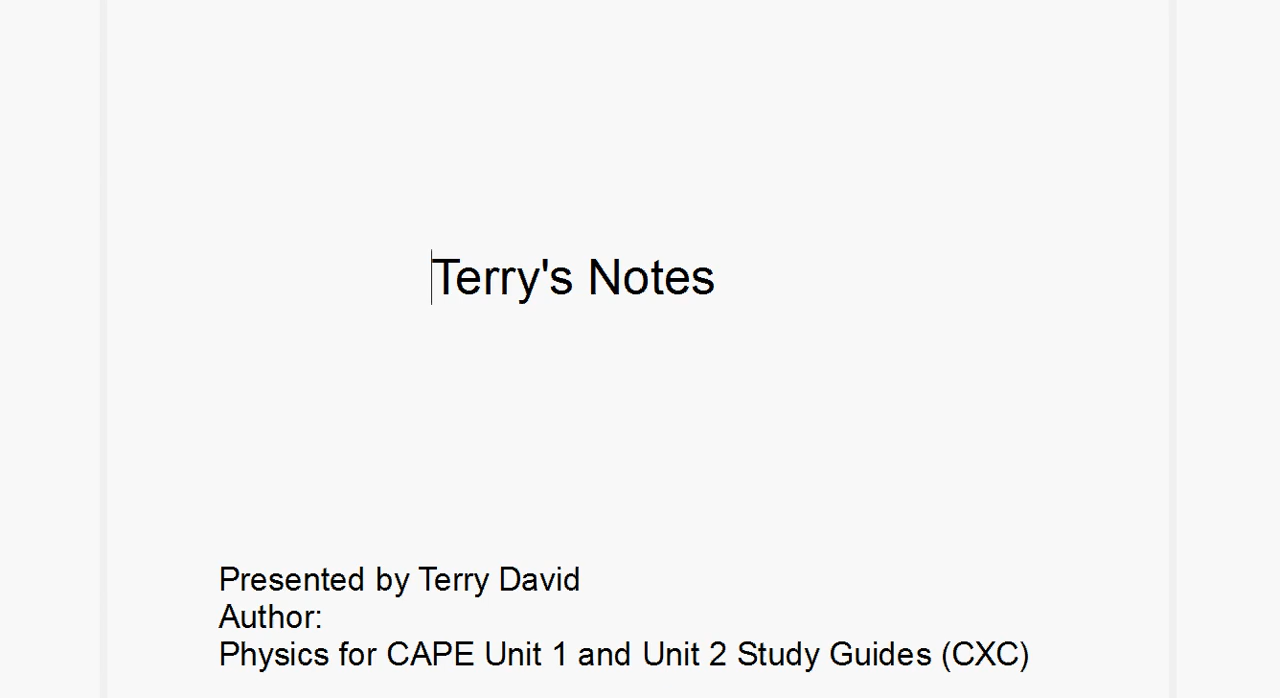 Terry's Notes
Presented by Terry David
Author:
Physics for CAPE Unit 1 and Unit 2 Study Guides (CXC)